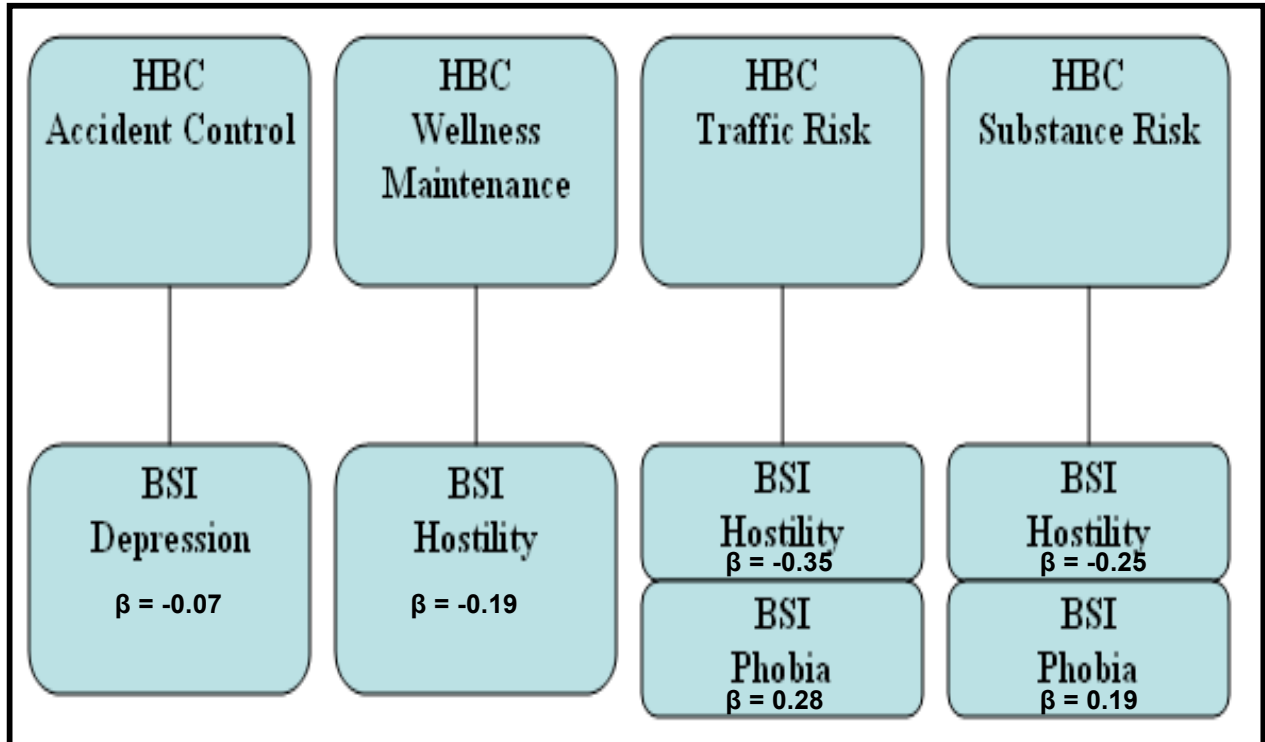 HBC
Accident Control
HBC
Wellness
Maintenance
HBC
Traffic Risk
HBC
Substance Risk
BSI
Depression
β = -0.07
BSI
Hostility
β = -0.19
BSI
Hostility
β = -0.35
BSI
Phobia
β = 0.28
BSI
Hostility
β = -0.25
BSI
Phobia
β = 0.19